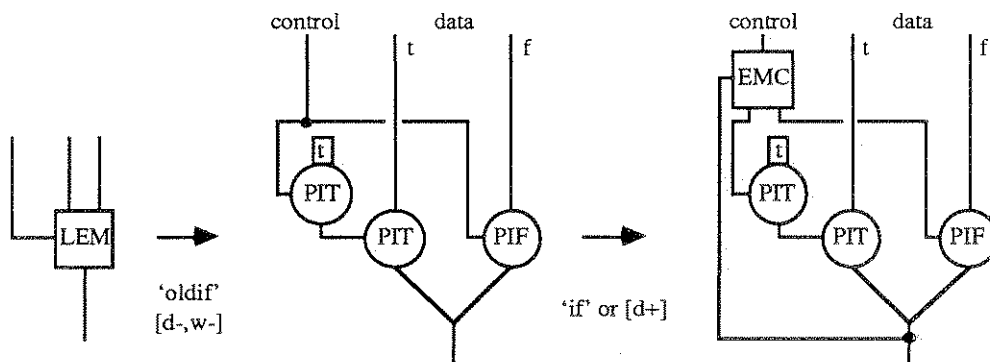 control data
t f
t
PIT
PIT PIF
LEM
'oldif'
[d-,w-]
'if' or [d+]
control data
t f
EMC
t
PIT
PIT PIF